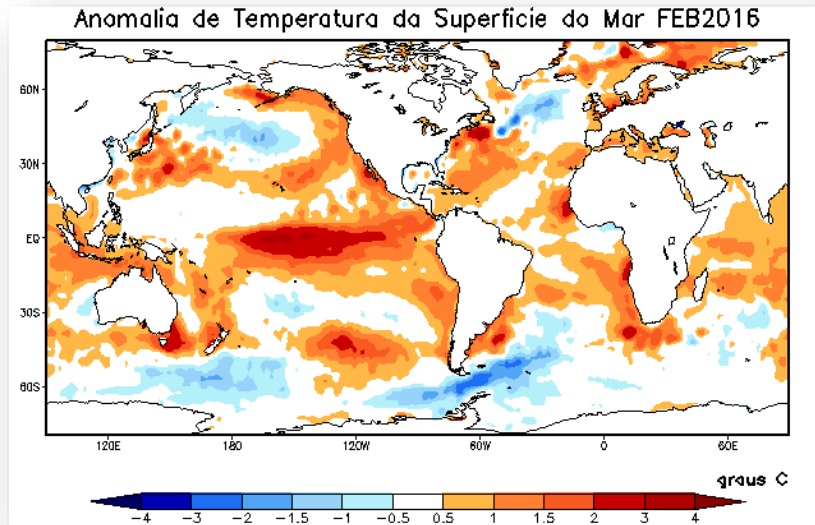 Anomalia de Temperatura da Superficie do Mar FEB2016
60N
30N
EQ
30S
60S
120E 180 120W 60W 0 60E
graus C
-4 -3 -2 -1.5 -1 -0.5 0.5 1 1.5 2 3 4